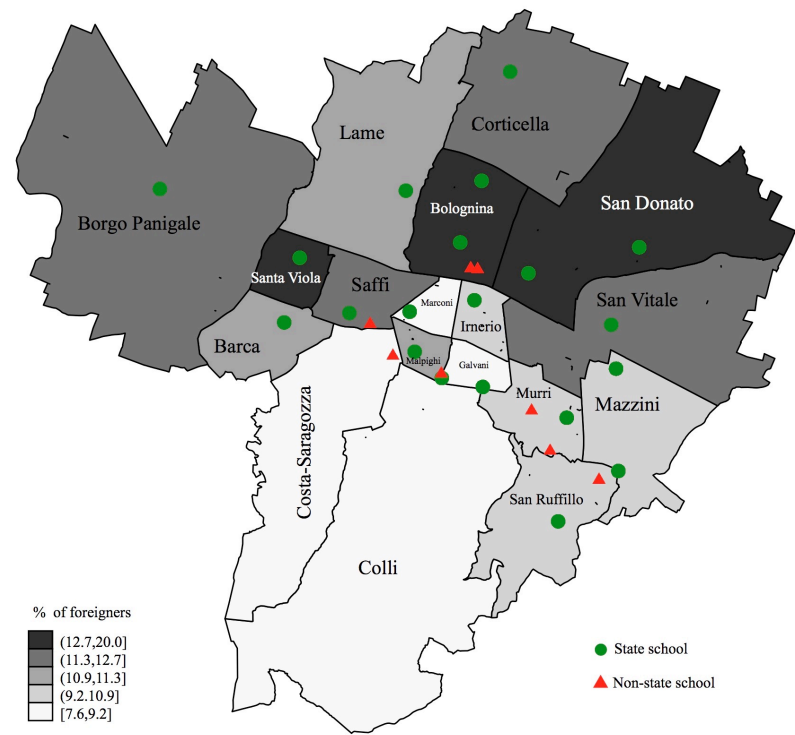 Lame
Corticella
Borgo Panigale
Bolognina
San Donato
Santa Viola
Saffi
San Vitale
Marconi
Irnerio
Barca
Malpighi
Galvani
Murri
Mazzini
Costa-Saragozza
San Ruffillo
Colli
% of foreigners
(12.7,20.0]
(11.3,12.7]
(10.9,11.3]
(9.2.10.9]
[7.6,9.2]
State school
Non-state school